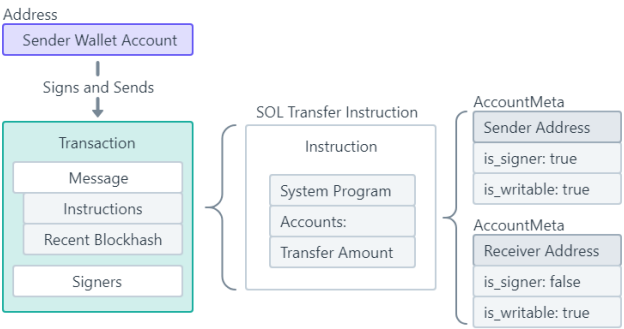 Address
Sender Wallet Account
Signs and Sends
Transaction
Message
Instructions
Recent Blockhash
Signers
SOL Transfer Instruction
Instruction
System Program
Accounts:
Transfer Amount
AccountMeta
Sender Address
is_signer: true
is_writable: true
AccountMeta
Receiver Address
is_signer: false
is_writable: true